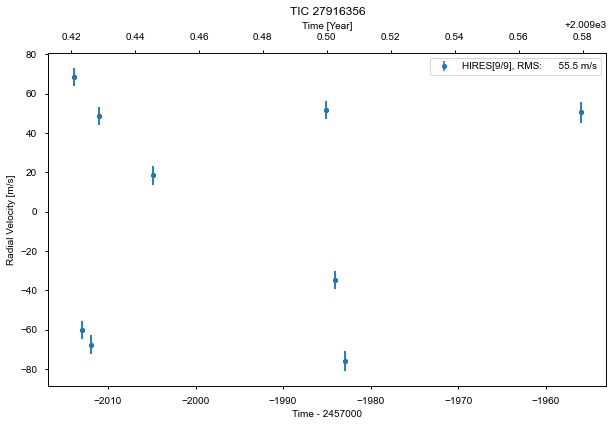 TIC 27916356
Time [Year]
+2.009e3
0.42 0.44 0.46 0.48 0.50 0.52 0.54 0.56 0.58
HIRES[9/9], RMS: 55.5 m/s
80
60
40
20
0
−20
−40
−60
−80
Radial Velocity [m/s]
−2010 −2000 −1990 −1980 −1970 −1960
Time - 2457000